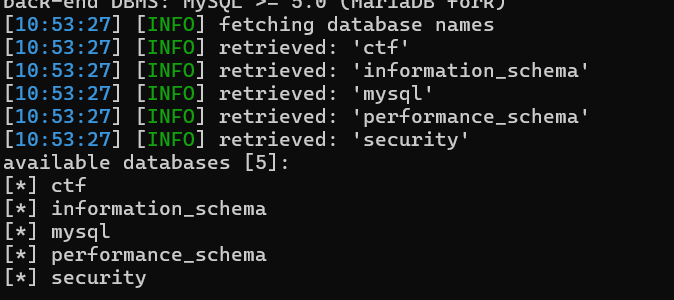 back-end DBMS: MySQL >= 5.0 (MariaDB fork)
[10:53:27] [INFO] fetching database names
[10:53:27] [INFO] retrieved: 'ctf'
[10:53:27] [INFO] retrieved: 'information_schema'
[10:53:27] [INFO] retrieved: 'mysql'
[10:53:27] [INFO] retrieved: 'performance_schema'
[10:53:27] [INFO] retrieved: 'security'
available databases [5]:
[*] ctf
[*] information_schema
[*] mysql
[*] performance_schema
[*] security